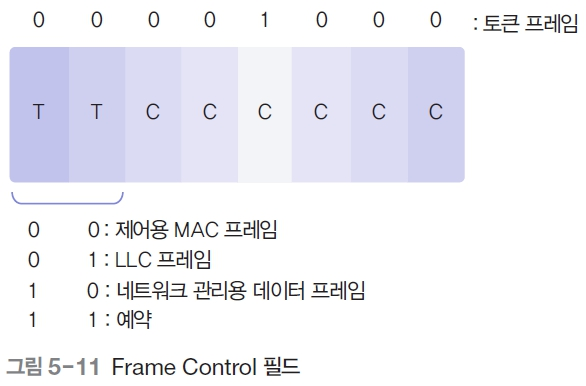 0 0 0 0 1 0 0 0 : 토큰 프레임
T T C C C C C C
0 0 : 제어용 MAC 프레임
0 1 : LLC 프레임
1 0 : 네트워크 관리용 데이터 프레임
1 1 : 예약
그림 5-11 Frame Control 필드